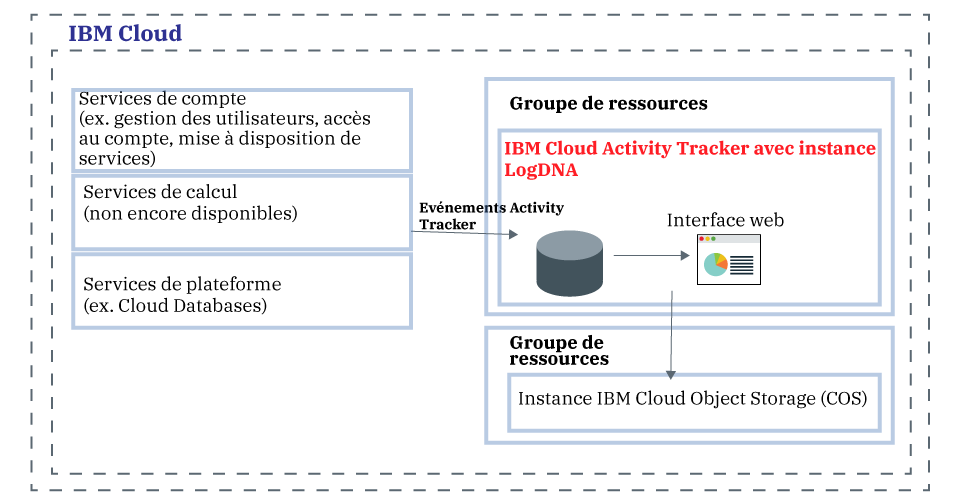 IBM Cloud
Services de compte
(ex. gestion des utilisateurs, accès
au compte, mise à disposition de
services)
Services de calcul
(non encore disponibles)
Services de plateforme
(ex. Cloud Databases)
Evénements Activity
Tracker
Groupe de ressources
IBM Cloud Activity Tracker avec instance
LogDNA
Interface web
Groupe de
ressources
Instance IBM Cloud Object Storage (COS)